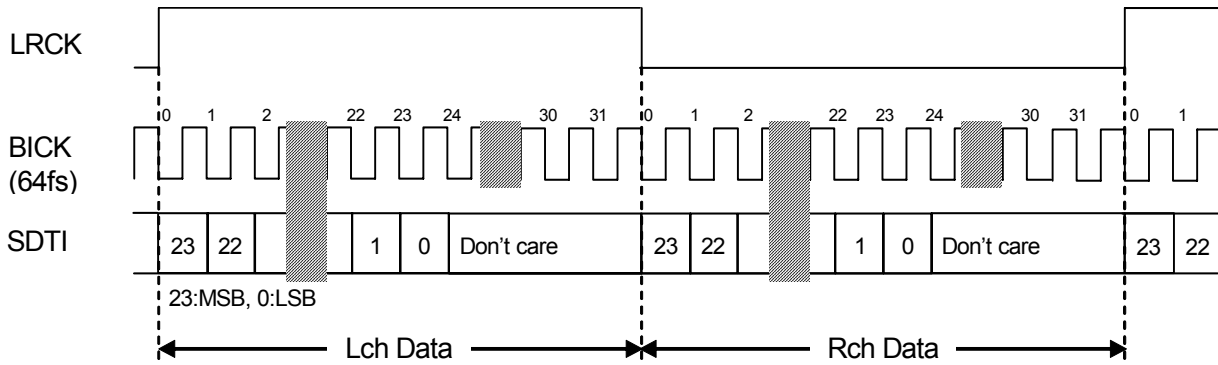 LRCK
0 1 2 22 23 24 30 31 0 1 2 22 23 24 30 31 0 1
BICK
(64fs)
SDTI 23 22 1 0 Don't care 23 22 1 0 Don't care 23 22
23:MSB, 0:LSB
Lch Data Rch Data